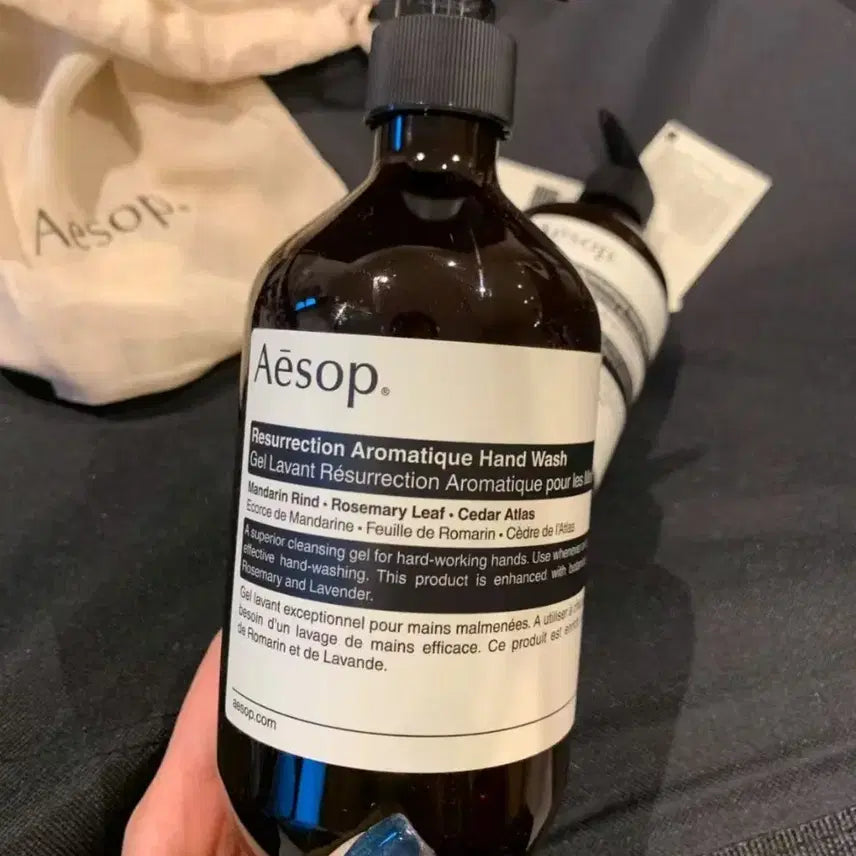 Aesop.
Aesop
Aēsop®
Resurrection Aromatique Hand Wash
Gel Lavant Résurrection Aromatique pour les
Mandarin Rind • Rosemary Leaf • Cedar Atlas
Ecorce de Mandarine • Feuille de Romarin • Cèdre de l'Atlas
A superior cleansing gel for hard-working hands. Use whenever
effective hand-washing. This product is enhanced with
Rosemary and Lavender.
Gel lavant exceptionnel pour mains malmenées. A utiliser à
besoin d'un lavage de mains efficace. Ce produit est
de Romarin et de Lavande.
aesop.com